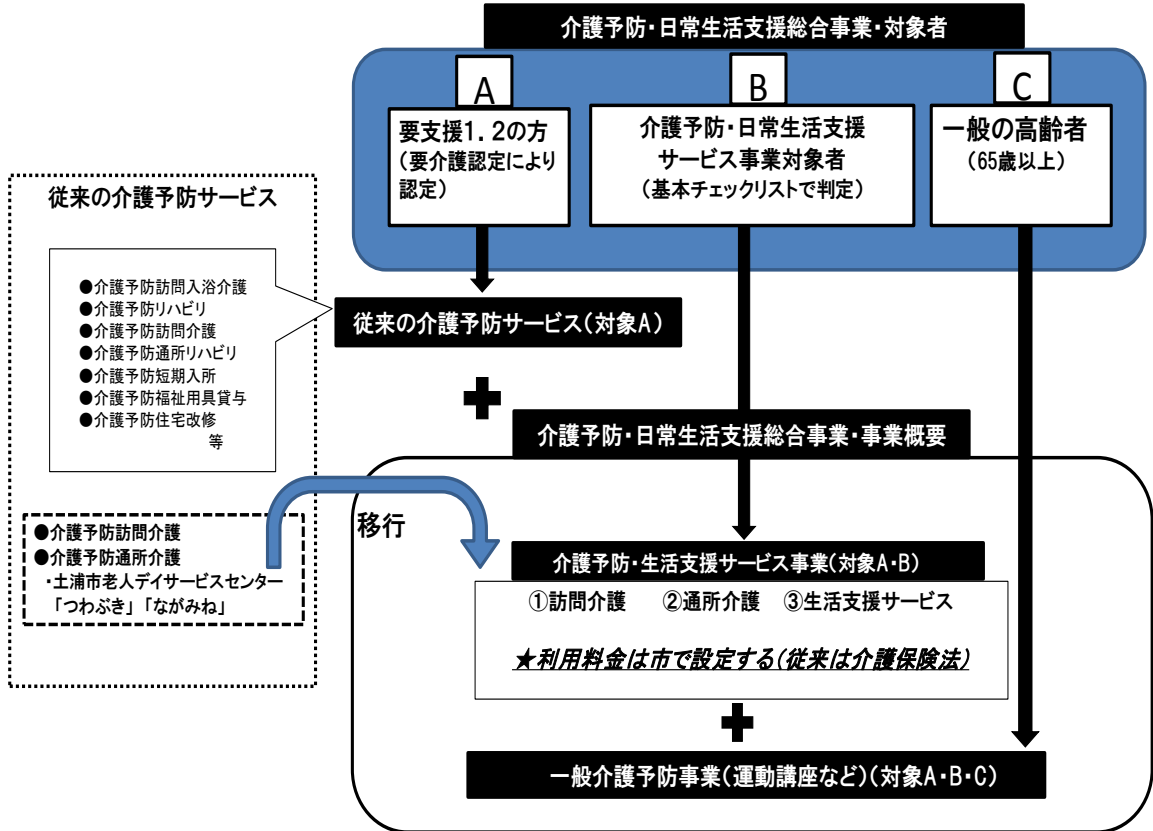 介護予防・日常生活支援総合事業・対象者
A
要支援1．2の方
（要介護認定により
認定）
B
介護予防・日常生活支援
サービス事業対象者
（基本チェックリストで判定）
C
一般の高齢者
（65歳以上）
従来の介護予防サービス
●介護予防訪問入浴介護
●介護予防リハビリ
●介護予防訪問介護
●介護予防通所リハビリ
●介護予防短期入所
●介護予防福祉用具貸与
●介護予防住宅改修
等
従来の介護予防サービス（対象A）
介護予防・日常生活支援総合事業・事業概要
●介護予防訪問介護
●介護予防通所介護
・土浦市老人デイサービスセンター
「つわぶき」「ながみね」
移行
介護予防・生活支援サービス事業（対象A・B）
①訪問介護　②通所介護　③生活支援サービス
★利用料金は市で設定する（従来は介護保険法）
一般介護予防事業（運動講座など）（対象A・B・C）